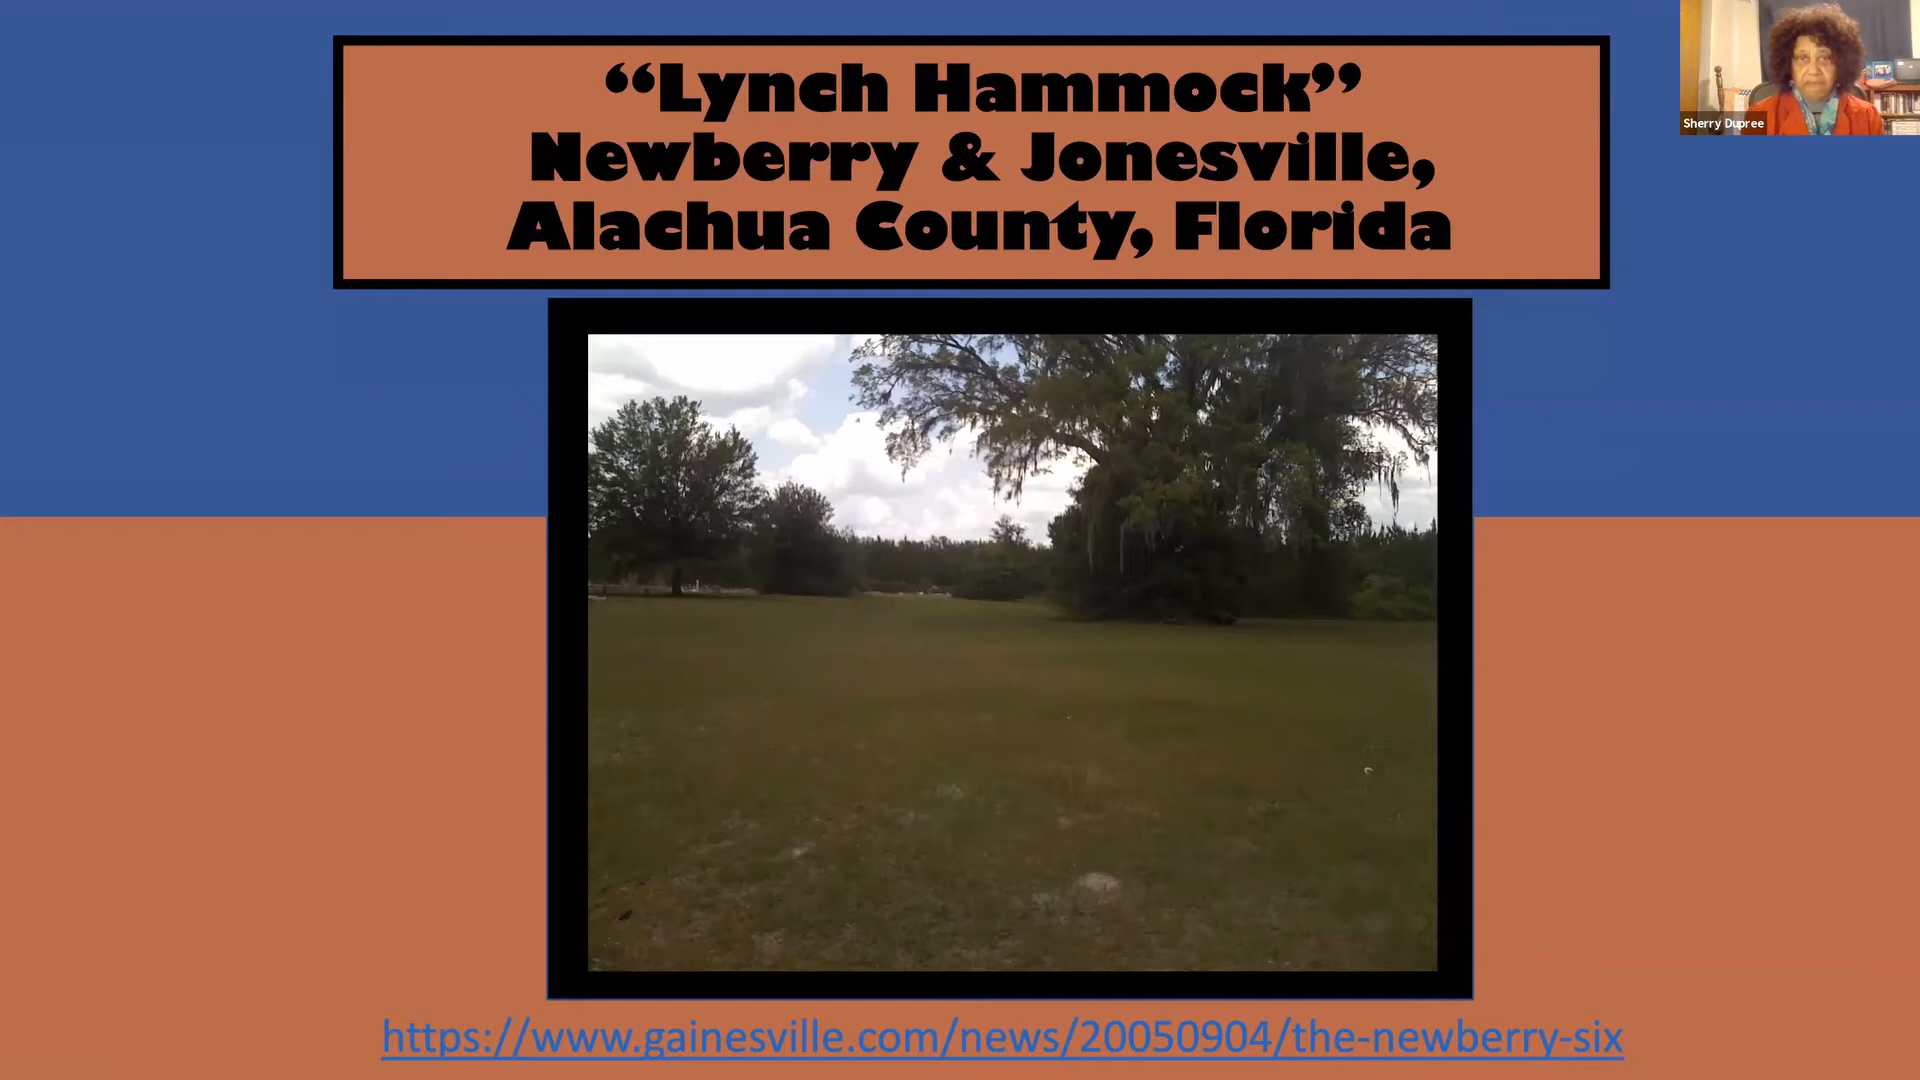 “Lynch Hammock”
Newberry & Jonesville,
Alachua County, Florida
Sherry Dupree
https://www.gainesville.com/news/20050904/the-newberry-six